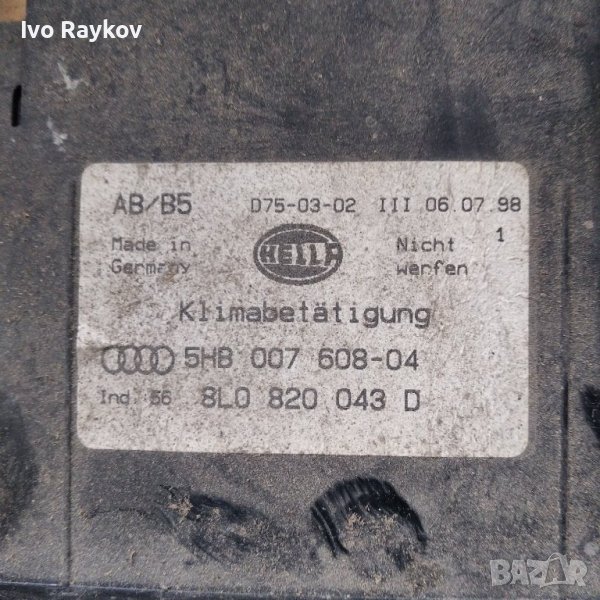 Ivo Raykov
AB/B5 D75-03-02 III 06.07.98
Made in Germany HELLA Nicht werfen 1
Klimabetätigung
5HB 007 608-04
Ind 56 8L0 820 043 D
BAZAR